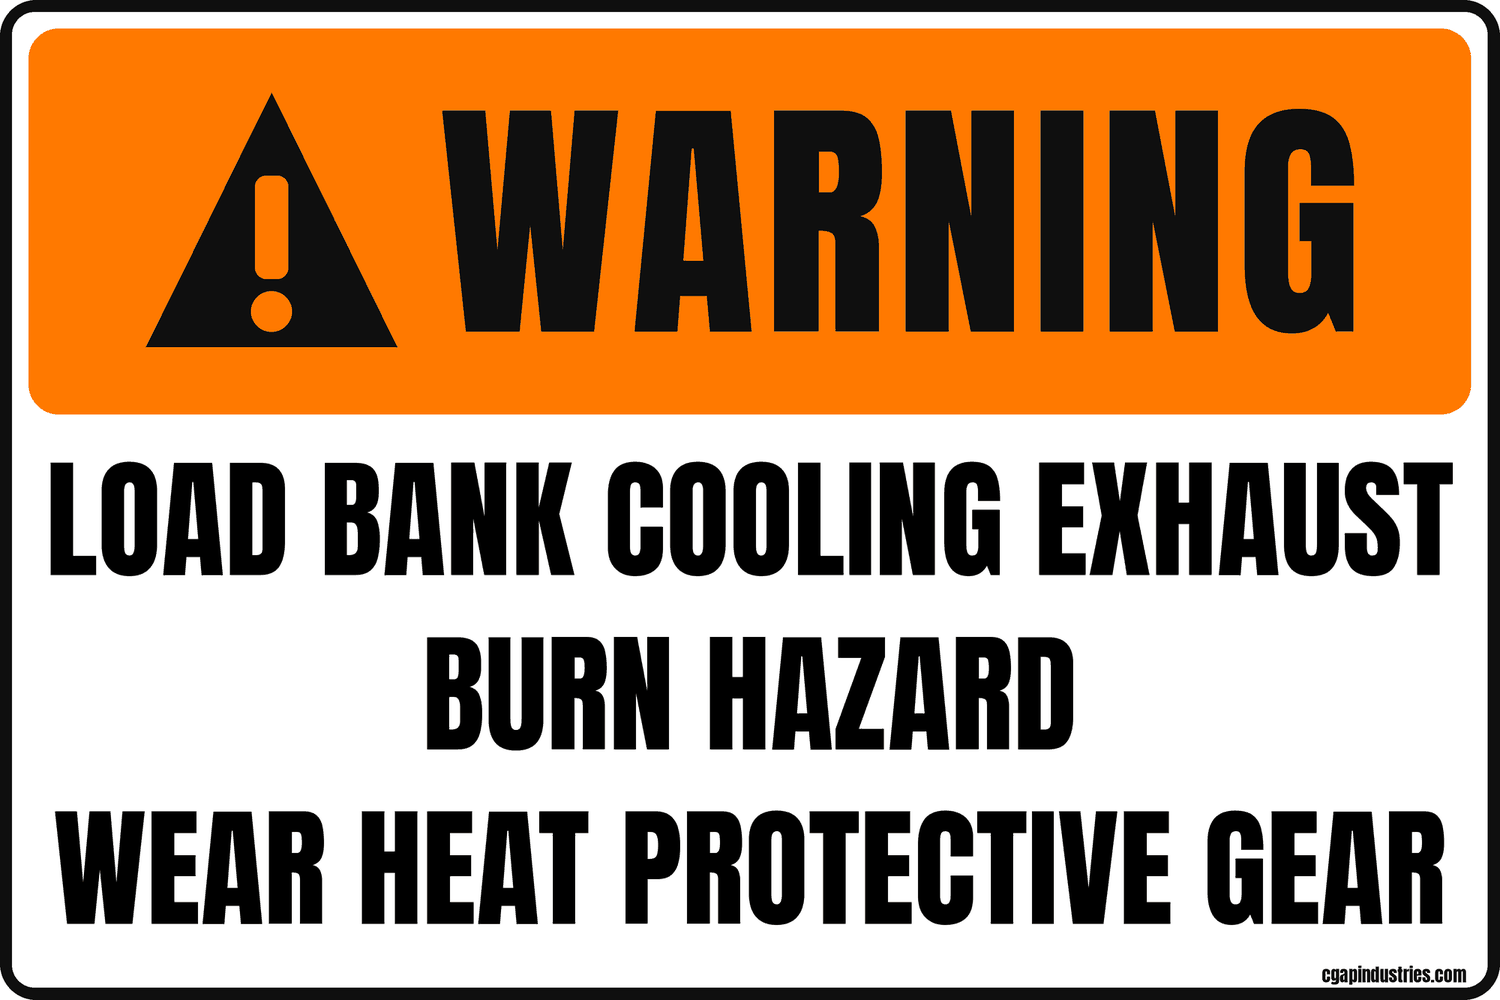 WARNING
LOAD BANK COOLING EXHAUST
BURN HAZARD
WEAR HEAT PROTECTIVE GEAR
cgapindustries.com